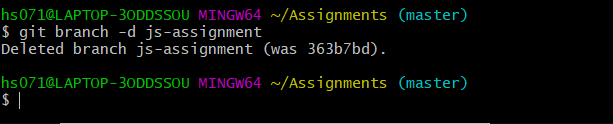 hs071@LAPTOP-3ODDSSOU MINGW64 ~/Assignments (master)
$ git branch -d js-assignment
Deleted branch js-assignment (was 363b7bd).
hs071@LAPTOP-3ODDSSOU MINGW64 ~/Assignments (master)
$